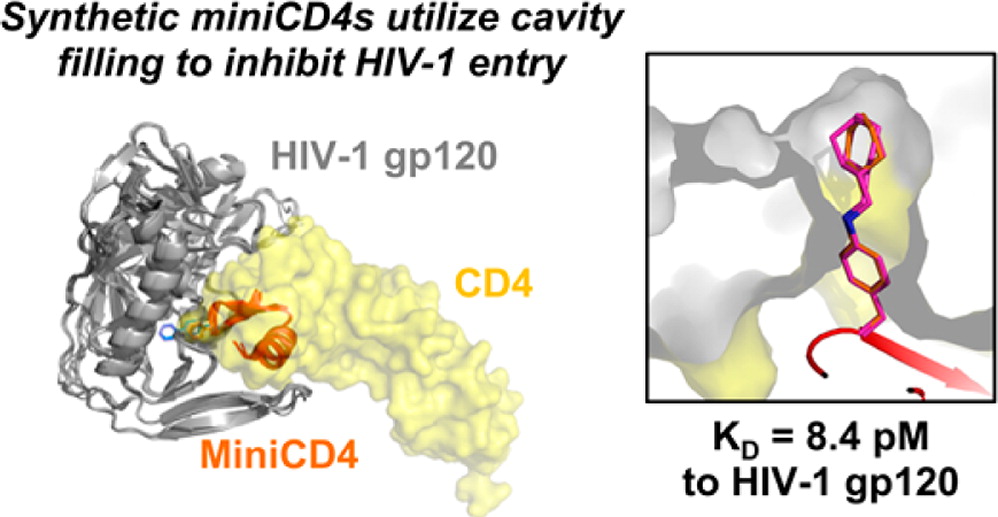 Synthetic miniCD4s utilize cavity
filling to inhibit HIV-1 entry
HIV-1 gp120
CD4
MiniCD4
K_D = 8.4 pM
to HIV-1 gp120